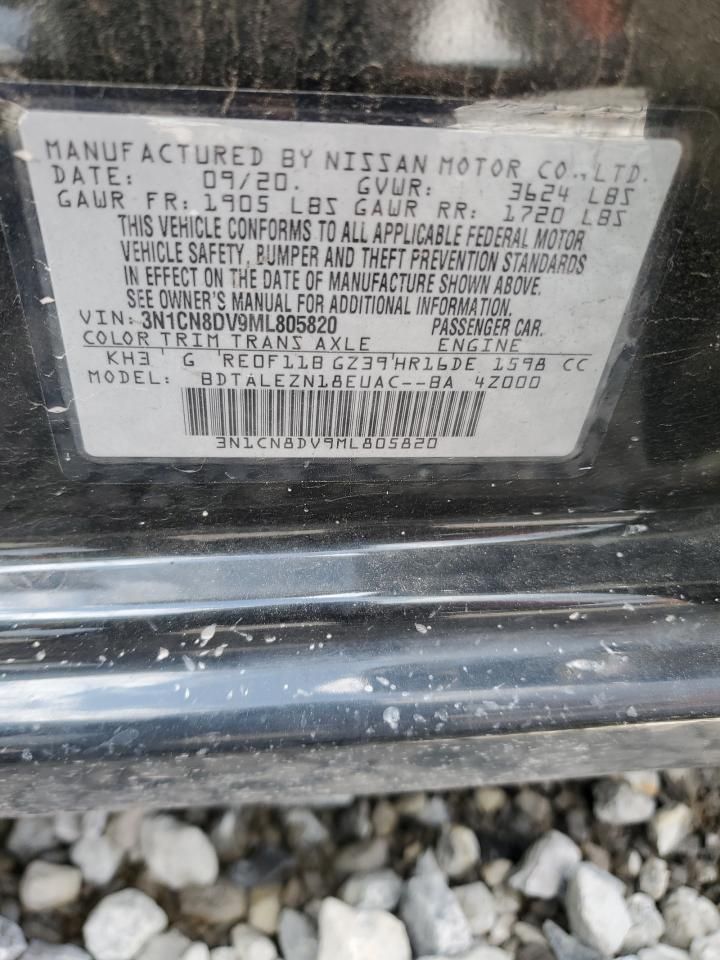 MANUFACTURED BY NISSAN MOTOR CO., LTD.
DATE: 09/20. GVWR: 3624 LBS
GAWR FR: 1905 LBS GAWR RR: 1720 LBS
THIS VEHICLE CONFORMS TO ALL APPLICABLE FEDERAL MOTOR
VEHICLE SAFETY, BUMPER AND THEFT PREVENTION STANDARDS
IN EFFECT ON THE DATE OF MANUFACTURE SHOWN ABOVE.
SEE OWNER'S MANUAL FOR ADDITIONAL INFORMATION.
VIN: 3N1CN8DV9ML805820 PASSENGER CAR.
COLOR TRIM TRANS AXLE ENGINE
KH3 G RE0F11B GZ39 HR16DE 1598 CC
MODEL: BDTALEZN18EUAC--BA 4Z000
3N1CN8DV9ML805820